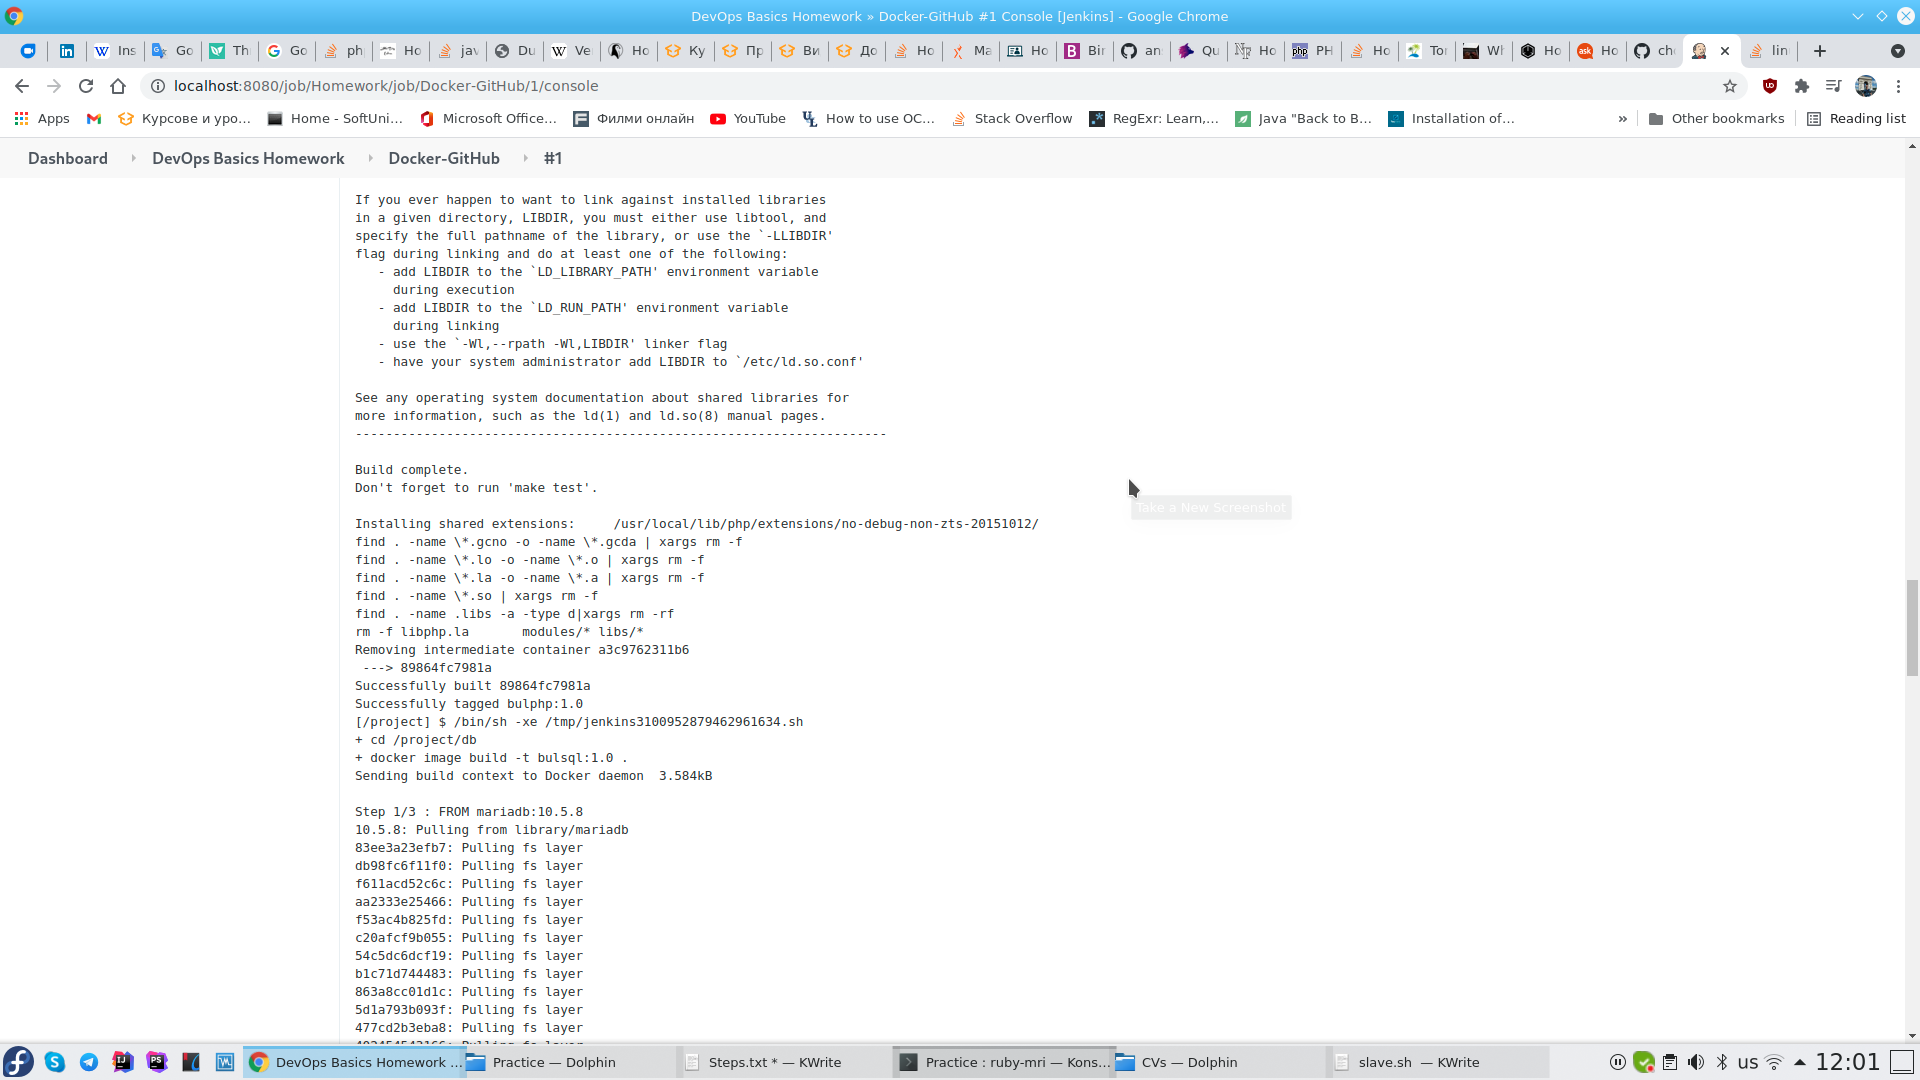 DevOps Basics Homework » Docker-GitHub #1 Console [Jenkins] - Google Chrome
Ins Go Th Go ph Ho jav Du Ve Ho Ку Пр Ви До Ho Ma Ho Bir an Qu Ho PH Ho Tor Wh Ho Ho ch lin
localhost:8080/job/Homework/job/Docker-GitHub/1/console
Apps Курсове и уро... Home - SoftUni... Microsoft Office... Филми онлайн YouTube How to use OC... Stack Overflow RegExr: Learn,... Java "Back to B... Installation of... » Other bookmarks Reading list
Dashboard DevOps Basics Homework Docker-GitHub #1
If you ever happen to want to link against installed libraries
in a given directory, LIBDIR, you must either use libtool, and
specify the full pathname of the library, or use the `-LLIBDIR'
flag during linking and do at least one of the following:
- add LIBDIR to the `LD_LIBRARY_PATH' environment variable
during execution
- add LIBDIR to the `LD_RUN_PATH' environment variable
during linking
- use the `-Wl,--rpath -Wl,LIBDIR' linker flag
- have your system administrator add LIBDIR to `/etc/ld.so.conf'
See any operating system documentation about shared libraries for
more information, such as the ld(1) and ld.so(8) manual pages.
----------------------------------------------------------------------
Build complete.
Don't forget to run 'make test'.
Take a New Screenshot
Installing shared extensions:     /usr/local/lib/php/extensions/no-debug-non-zts-20151012/
find . -name \*.gcno -o -name \*.gcda | xargs rm -f
find . -name \*.lo -o -name \*.o | xargs rm -f
find . -name \*.la -o -name \*.a | xargs rm -f
find . -name \*.so | xargs rm -f
find . -name .libs -a -type d|xargs rm -rf
rm -f libphp.la       modules/* libs/*
Removing intermediate container a3c9762311b6
---> 89864fc7981a
Successfully built 89864fc7981a
Successfully tagged bulphp:1.0
[/project] $ /bin/sh -xe /tmp/jenkins3100952879462961634.sh
+ cd /project/db
+ docker image build -t bulsql:1.0 .
Sending build context to Docker daemon  3.584kB
Step 1/3 : FROM mariadb:10.5.8
10.5.8: Pulling from library/mariadb
83ee3a23efb7: Pulling fs layer
db98fc6f11f0: Pulling fs layer
f611acd52c6c: Pulling fs layer
aa2333e25466: Pulling fs layer
f53ac4b825fd: Pulling fs layer
c20afcf9b055: Pulling fs layer
54c5dc6dcf19: Pulling fs layer
b1c71d744483: Pulling fs layer
863a8cc01d1c: Pulling fs layer
5d1a793b093f: Pulling fs layer
477cd2b3eba8: Pulling fs layer
DevOps Basics Homework ... Practice — Dolphin Steps.txt * — KWrite Practice : ruby-mri — Kons... CVs — Dolphin slave.sh — KWrite us 12:01